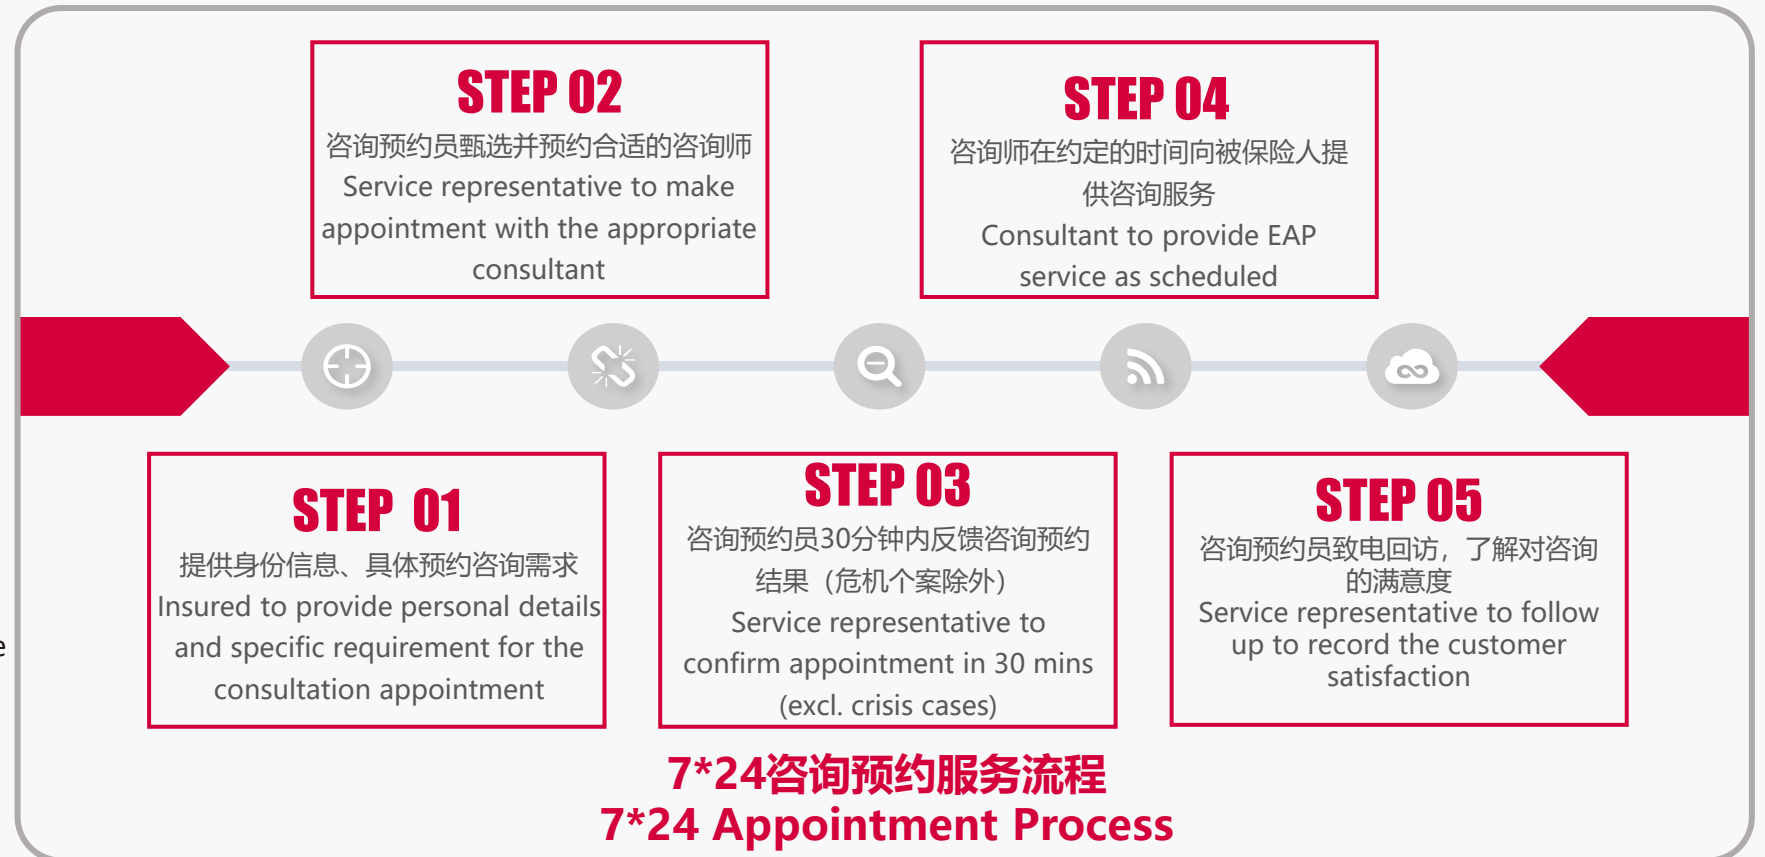 STEP 02
咨询预约员甄选并预约合适的咨询师
Service representative to make
appointment with the appropriate
consultant
STEP 04
咨询师在约定的时间向被保险人提
供咨询服务
Consultant to provide EAP
service as scheduled
STEP 01
提供身份信息、具体预约咨询需求
Insured to provide personal details
and specific requirement for the
consultation appointment
STEP 03
咨询预约员30分钟内反馈咨询预约
结果（危机个案除外）
Service representative to
confirm appointment in 30 mins
(excl. crisis cases)
STEP 05
咨询预约员致电回访，了解对咨询
的满意度
Service representative to follow
up to record the customer
satisfaction
e
7*24咨询预约服务流程
7*24 Appointment Process